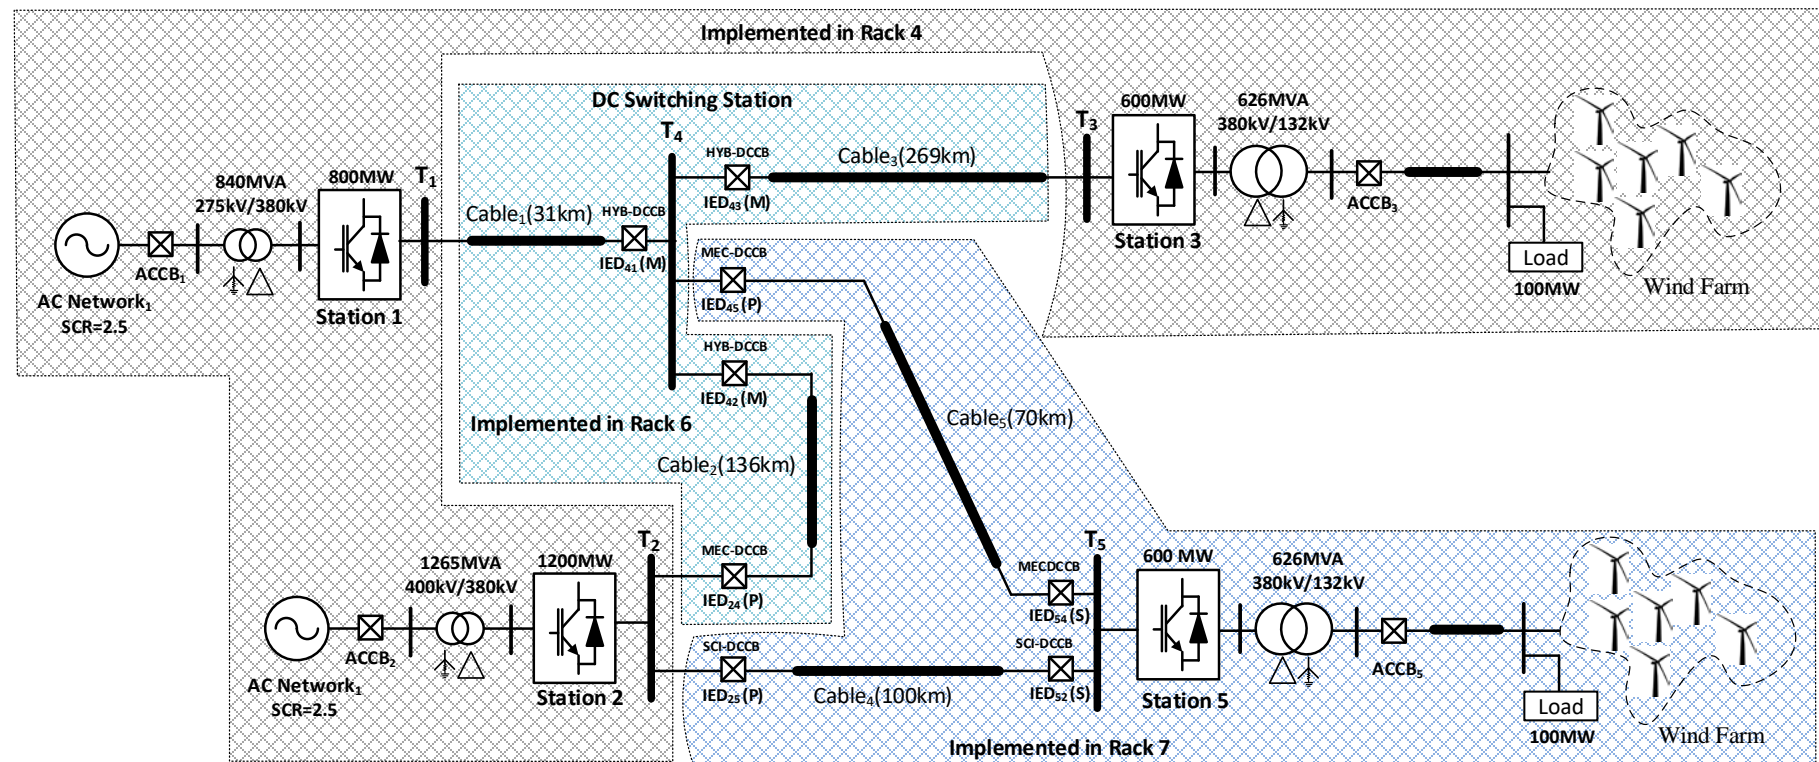 Implemented in Rack 4
DC Switching Station
T4
HYB-DCCB
IED43(M)
Cable3(269km)
T3
600MW
Station 3
626MVA
380kV/132kV
ACCB3
Load
100MW
Wind Farm
AC Network1
SCR=2.5
ACCB1
840MVA
275kV/380kV
800MW
Station 1
T1
Cable1(31km)
HYB-DCCB
IED41(M)
MEC-DCCB
IED45(P)
HYB-DCCB
IED42(M)
Implemented in Rack 6
Cable2(136km)
Cable5(70km)
AC Network1
SCR=2.5
ACCB2
1265MVA
400kV/380kV
1200MW
Station 2
T2
MEC-DCCB
IED24(P)
SCI-DCCB
IED25(P)
Cable4(100km)
MECDCCB
IED54(S)
SCI-DCCB
IED52(S)
T5
600 MW
Station 5
626MVA
380kV/132kV
ACCB5
Load
100MW
Wind Farm
Implemented in Rack 7